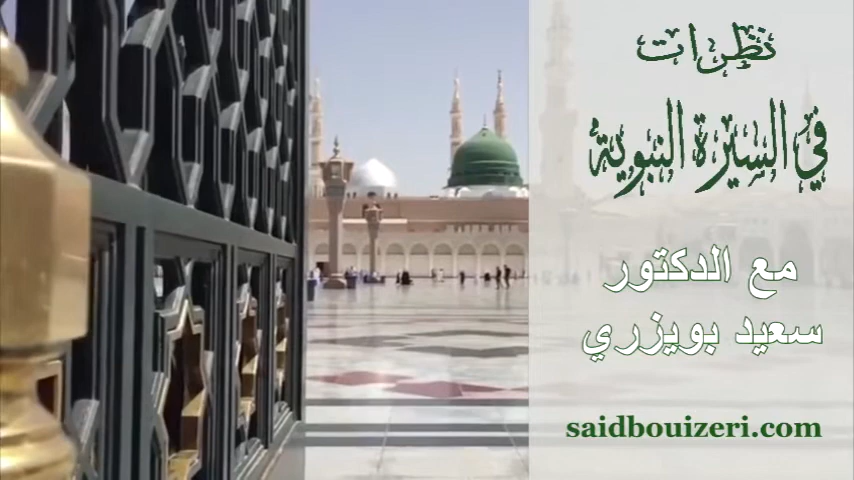 نظرات
في السيرة النبوية
مع الدكتور
سعيد بويزري
saidbouizeri.com